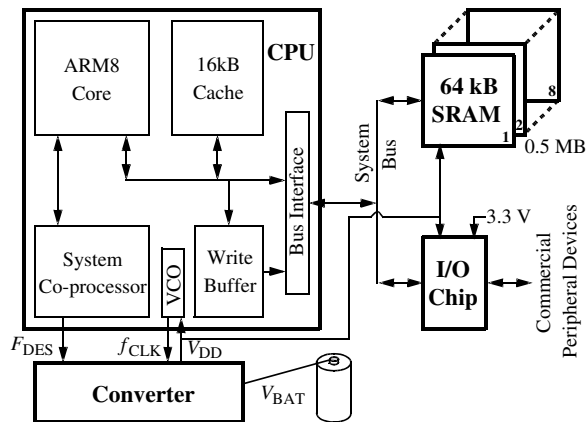 CPU
ARM8
Core
16kB
Cache
Bus Interface
System
Co-processor
VCO
Write
Buffer
System
Bus
64 kB
SRAM
1
2
8
0.5 MB
3.3 V
I/O
Chip
Commercial
Peripheral Devices
FDES
fCLK
VDD
Converter
VBAT